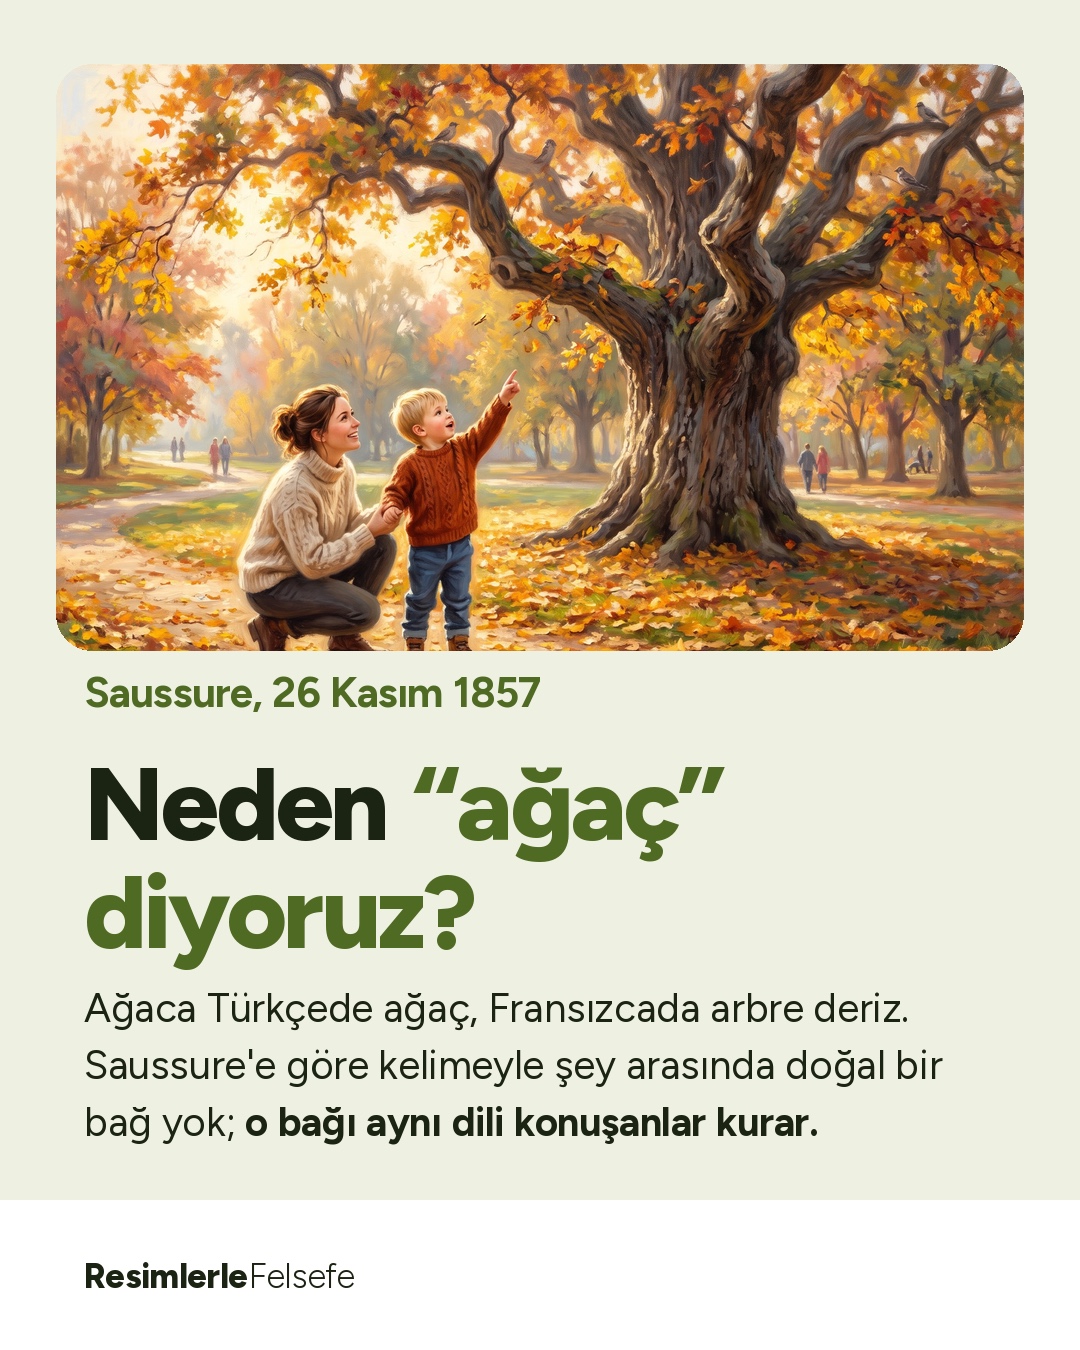 Saussure, 26 Kasım 1857
Neden “ağaç”
diyoruz?
Ağaca Türkçede ağaç, Fransızcada arbre deriz.
Saussure'e göre kelimeyle şey arasında doğal bir
bağ yok; o bağı aynı dili konuşanlar kurar.
ResimlerleFelsefe